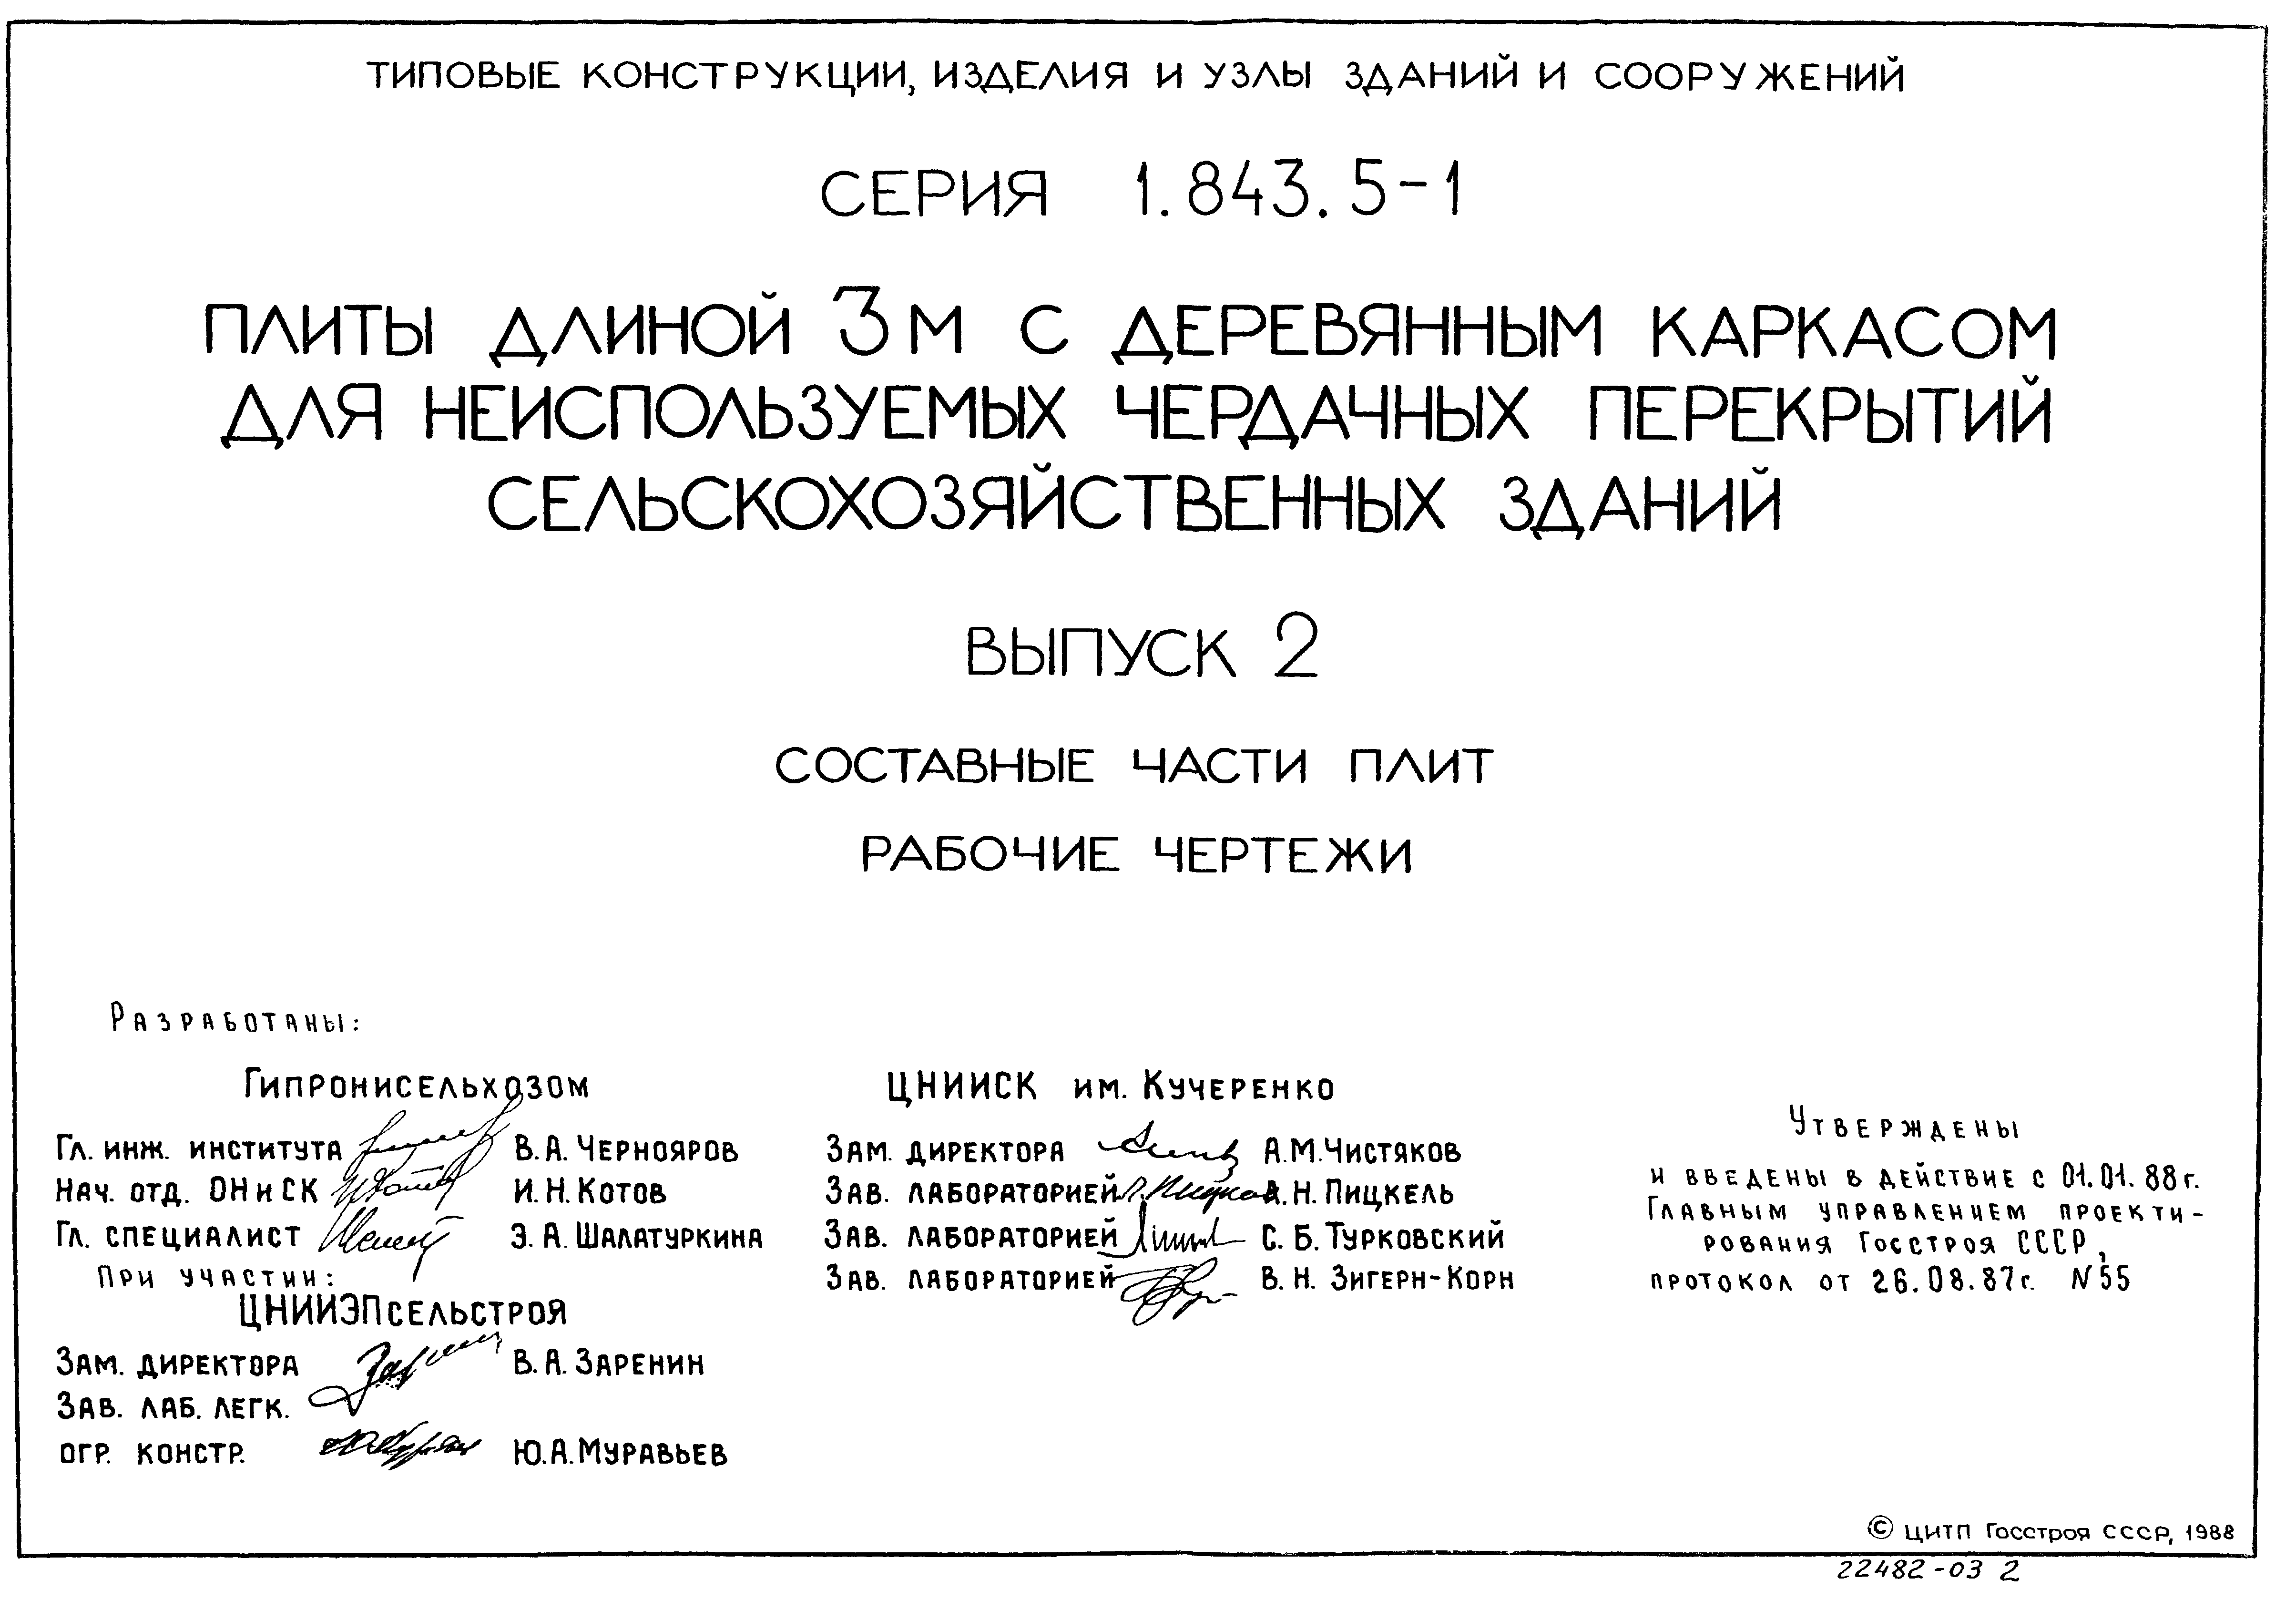 ТИПОВЫЕ КОНСТРУКЦИИ, ИЗДЕЛИЯ И УЗЛЫ ЗДАНИЙ И СООРУЖЕНИЙ
СЕРИЯ 1.843.5-1
ПЛИТЫ ДЛИНОЙ 3М С ДЕРЕВЯННЫМ КАРКАСОМ
ДЛЯ НЕИСПОЛЬЗУЕМЫХ ЧЕРДАЧНЫХ ПЕРЕКРЫТИЙ
СЕЛЬСКОХОЗЯЙСТВЕННЫХ ЗДАНИЙ
ВЫПУСК 2
СОСТАВНЫЕ ЧАСТИ ПЛИТ
РАБОЧИЕ ЧЕРТЕЖИ
РАЗРАБОТАНЫ:
ГИПРОНИСЕЛЬХОЗОМ
ГЛ. ИНЖ. ИНСТИТУТА В.А. ЧЕРНОЯРОВ
НАЧ. ОТД. ОНиСК И.Н. КОТОВ
ГЛ. СПЕЦИАЛИСТ Э.А. ШАЛАТУРКИНА
ПРИ УЧАСТИИ:
ЦНИИЭПСЕЛЬСТРОЯ
ЗАМ. ДИРЕКТОРА В.А. ЗАРЕНИН
ЗАВ. ЛАБ. ЛЕГК.
ОГР. КОНСТР. Ю.А. МУРАВЬЕВ
ЦНИИСК ИМ. КУЧЕРЕНКО
ЗАМ. ДИРЕКТОРА А.М. ЧИСТЯКОВ
ЗАВ. ЛАБОРАТОРИЕЙ Л.Н. ПИЦКЕЛЬ
ЗАВ. ЛАБОРАТОРИЕЙ С.Б. ТУРКОВСКИЙ
ЗАВ. ЛАБОРАТОРИЕЙ В.Н. ЗИГЕРН-КОРН
УТВЕРЖДЕНЫ
И ВВЕДЕНЫ В ДЕЙСТВИЕ С 01.01.88г.
ГЛАВНЫМ УПРАВЛЕНИЕМ ПРОЕКТИ-
РОВАНИЯ ГОССТРОЯ СССР,
ПРОТОКОЛ ОТ 26.08.87г. N55
© ЦИТП ГОССТРОЯ СССР, 1988
22482-03 2